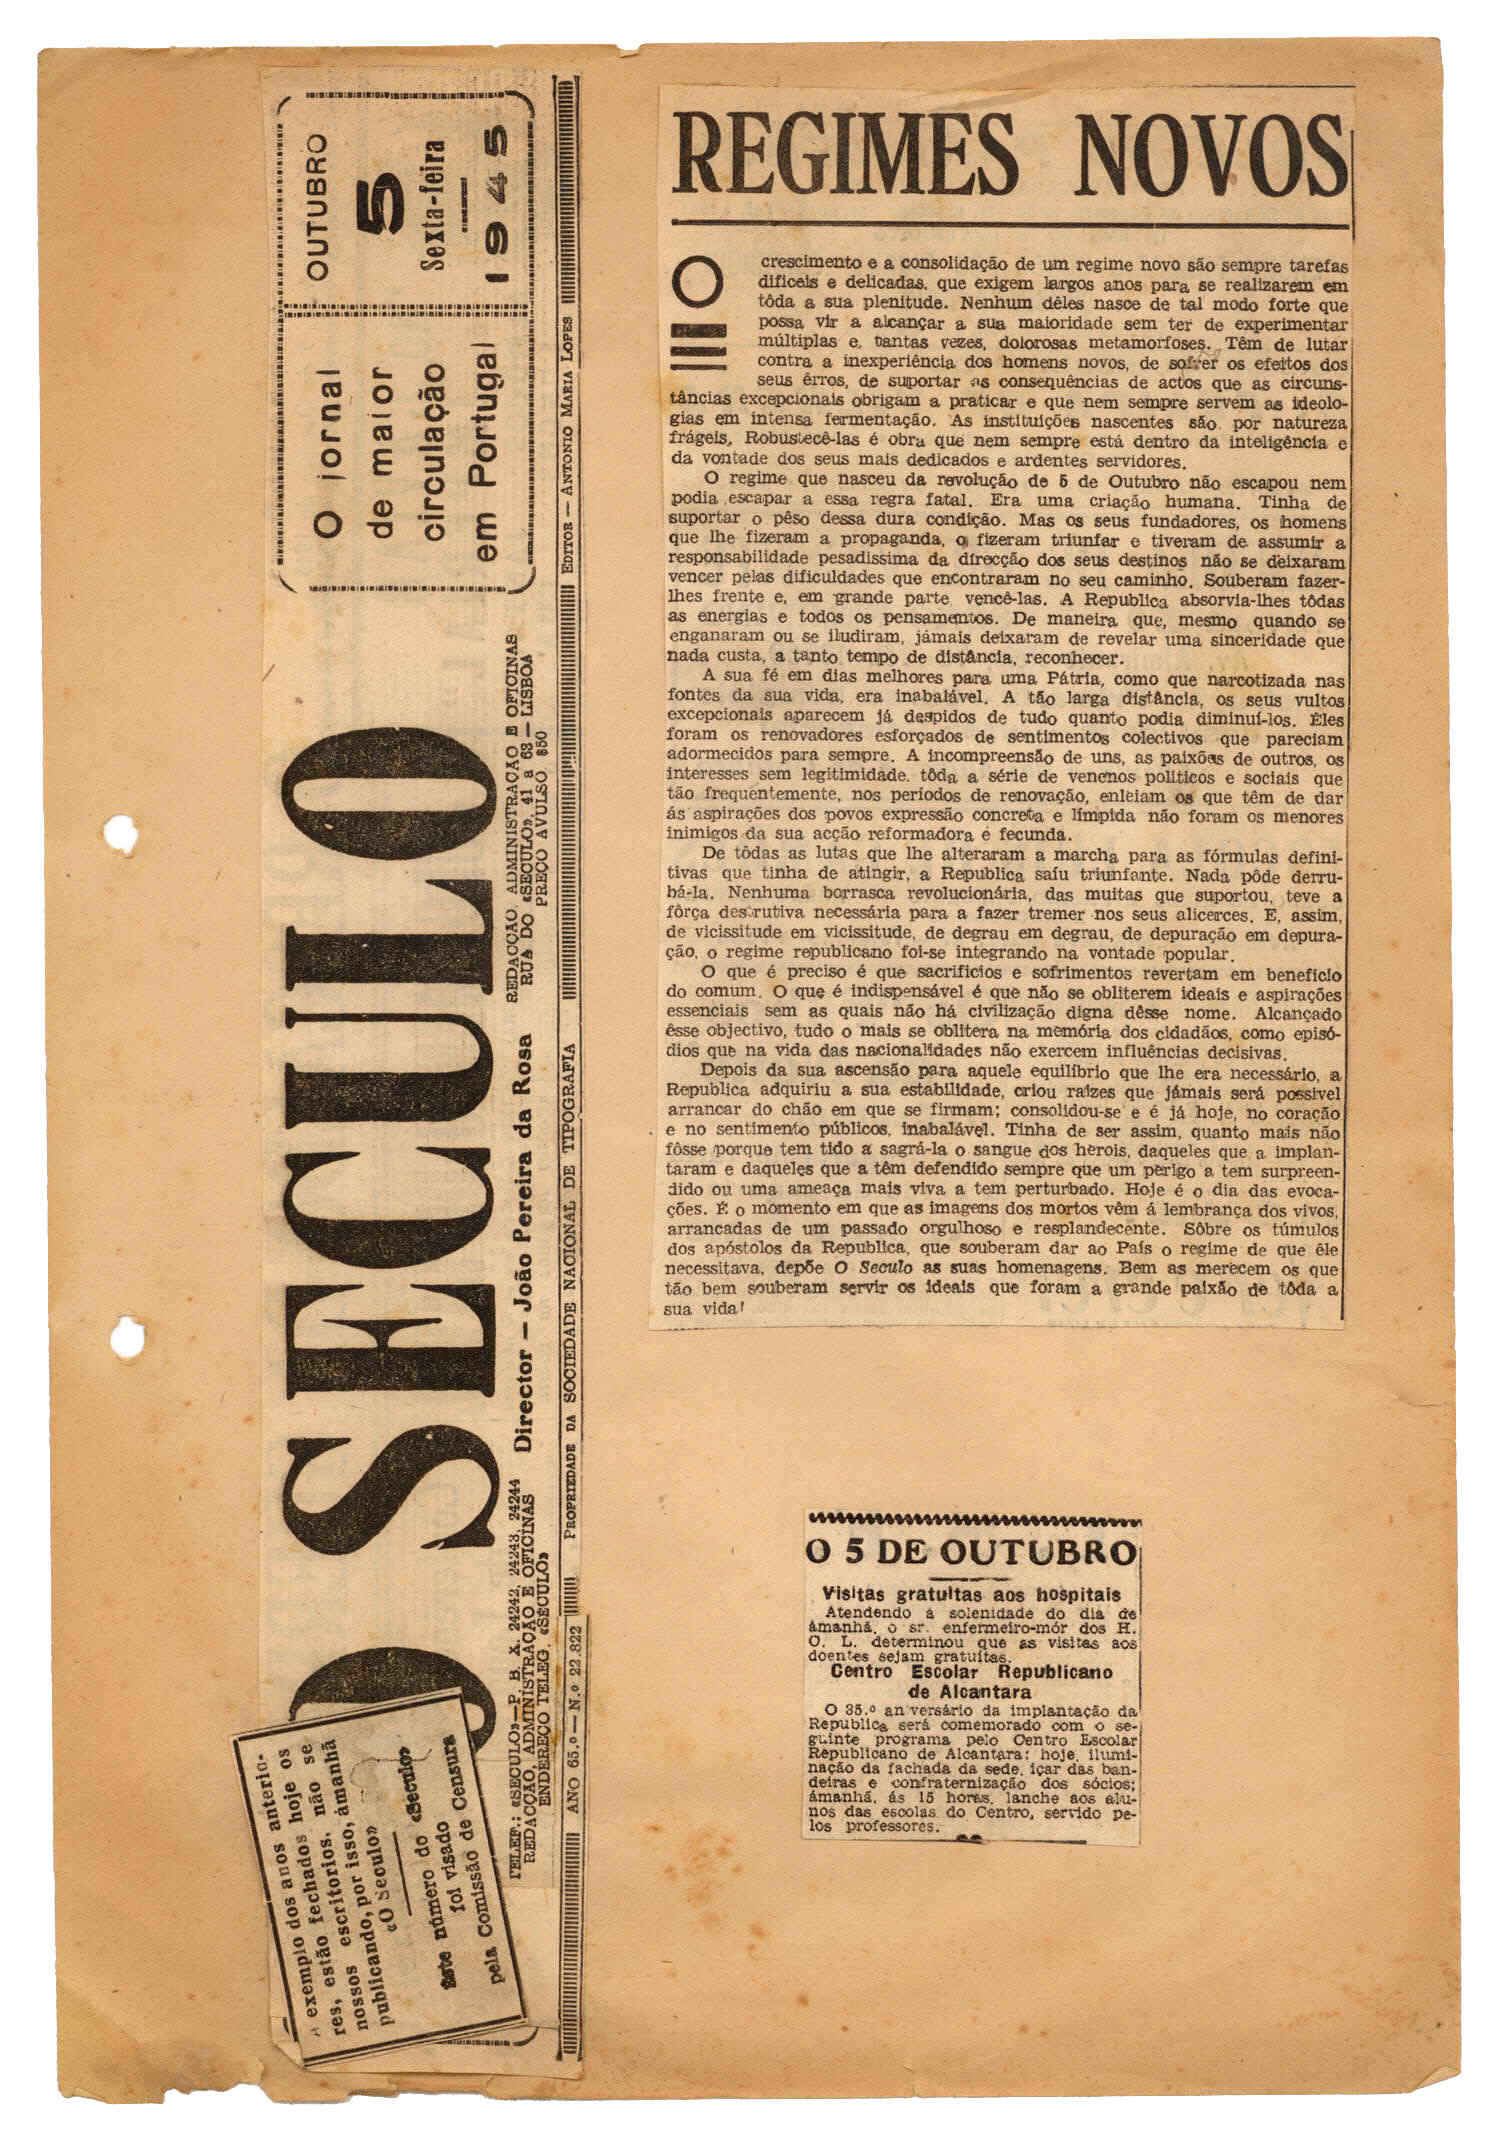 OUTUBRO
5
Sexta-feira
1945
O jornal
de maior
circulação
em Portugal
O SECULO
REDACÇÃO, ADMINISTRAÇÃO E OFICINAS
RUA DO «SECULO», 41 a 63 — LISBOA
PREÇO AVULSO $50
Director — João Pereira da Rosa
TELEF.: «SECULO»—P. B. X. 24242, 24243, 24244
REDACÇÃO, ADMINISTRAÇÃO E OFICINAS
ENDEREÇO TELEG. «SECULO»
ANO 65.º — N.º 22.822
PROPRIEDADE DA SOCIEDADE NACIONAL DE TIPOGRAFIA
EDITOR — ANTONIO MARIA LOPES
A exemplo dos anos anterio-
res, estão fechados hoje os
nossos escritorios, não se
publicando, por isso, àmanhã
«O Seculo»
Este número do «Seculo»
foi visado
pela Comissão de Censura
REGIMES NOVOS
O crescimento e a consolidação de um regime novo são sempre tarefas
dificeis e delicadas, que exigem largos anos para se realizarem em
tôda a sua plenitude. Nenhum dêles nasce de tal modo forte que
possa vir a alcançar a sua maioridade sem ter de experimentar
múltiplas e, tantas vezes, dolorosas metamorfoses. Têm de lutar
contra a inexperiência dos homens novos, de sofrer os efeitos dos
seus êrros, de suportar as consequências de actos que as circuns-
tâncias excepcionais obrigam a praticar e que nem sempre servem as ideolo-
gias em intensa fermentação. As instituições nascentes são por natureza
frágeis, Robustecê-las é obra que nem sempre está dentro da inteligência e
da vontade dos seus mais dedicados e ardentes servidores.
O regime que nasceu da revolução de 5 de Outubro não escapou nem
podia escapar a essa regra fatal. Era uma criação humana. Tinha de
suportar o pêso dessa dura condição. Mas os seus fundadores, os homens
que lhe fizeram a propaganda, o fizeram triunfar e tiveram de assumir a
responsabilidade pesadissima da direcção dos seus destinos não se deixaram
vencer pelas dificuldades que encontraram no seu caminho. Souberam fazer-
lhes frente e, em grande parte vencê-las. A Republica absorvia-lhes tôdas
as energias e todos os pensamentos. De maneira que, mesmo quando se
enganaram ou se iludiram, jámais deixaram de revelar uma sinceridade que
nada custa, a tanto tempo de distância, reconhecer.
A sua fé em dias melhores para uma Pátria, como que narcotizada nas
fontes da sua vida, era inabalável. A tão larga distância, os seus vultos
excepcionais aparecem já despidos de tudo quanto podia diminuí-los. Êles
foram os renovadores esforçados de sentimentos colectivos que pareciam
adormecidos para sempre. A incompreensão de uns, as paixões de outros, os
interesses sem legitimidade, tôda a série de venenos politicos e sociais que
tão frequentemente, nos períodos de renovação, enleiam os que têm de dar
ás aspirações dos povos expressão concreta e límpida não foram os menores
inimigos da sua acção reformadora e fecunda.
De tôdas as lutas que lhe alteraram a marcha para as fórmulas defini-
tivas que tinha de atingir, a Republica saíu triunfante. Nada pôde derru-
bá-la. Nenhuma borrasca revolucionária, das muitas que suportou, teve a
fôrça destrutiva necessária para a fazer tremer nos seus alicerces. E, assim,
de vicissitude em vicissitude, de degrau em degrau, de depuração em depura-
ção, o regime republicano foi-se integrando na vontade popular.
O que é preciso é que sacrificios e sofrimentos revertam em beneficio
do comum. O que é indispensável é que não se obliterem ideais e aspirações
essenciais sem as quais não há civilização digna dêsse nome. Alcançado
êsse objectivo, tudo o mais se oblitera na memória dos cidadãos, como episó-
dios que na vida das nacionalidades não exercem influências decisivas.
Depois da sua ascensão para aquele equilíbrio que lhe era necessário, a
Republica adquiriu a sua estabilidade, criou raízes que jámais será possivel
arrancar do chão em que se firmam; consolidou-se e é já hoje, no coração
e no sentimento públicos, inabalável. Tinha de ser assim, quanto mais não
fôsse porque tem tido a sagrá-la o sangue dos herois, daqueles que a implan-
taram e daqueles que a têm defendido sempre que um perigo a tem surpreen-
dido ou uma ameaça mais viva a tem perturbado. Hoje é o dia das evoca-
ções. É o momento em que as imagens dos mortos vêm á lembrança dos vivos,
arrancadas de um passado orgulhoso e resplandecente. Sôbre os túmulos
dos apóstolos da Republica, que souberam dar ao País o regime de que êle
necessitava, depõe O Seculo as suas homenagens. Bem as merecem os que
tão bem souberam servir os ideais que foram a grande paixão de tôda a
sua vida!
O 5 DE OUTUBRO
Visitas gratuitas aos hospitais
Atendendo á solenidade do dia de
àmanhã, o sr. enfermeiro-mór dos H.
C. L. determinou que as visitas aos
doentes sejam gratuitas.
Centro Escolar Republicano
de Alcantara
O 35.º aniversário da implantação da
Republica será comemorado com o se-
guinte programa pelo Centro Escolar
Republicano de Alcantara: hoje, ilumi-
nação da fachada da sede, içar das ban-
deiras e confraternização dos sócios;
àmanhã, ás 15 horas, lanche aos alu-
nos das escolas do Centro, servido pe-
los professores.